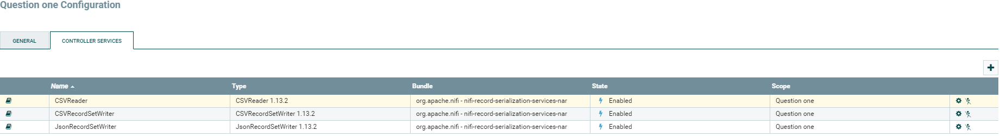 Question one Configuration
GENERAL CONTROLLER SERVICES
Name Type Bundle State Scope
CSVReader CSVReader 1.13.2 org.apache.nifi - nifi-record-serialization-services-nar Enabled Question one
CSVRecordSetWriter CSVRecordSetWriter 1.13.2 org.apache.nifi - nifi-record-serialization-services-nar Enabled Question one
JsonRecordSetWriter JsonRecordSetWriter 1.13.2 org.apache.nifi - nifi-record-serialization-services-nar Enabled Question one